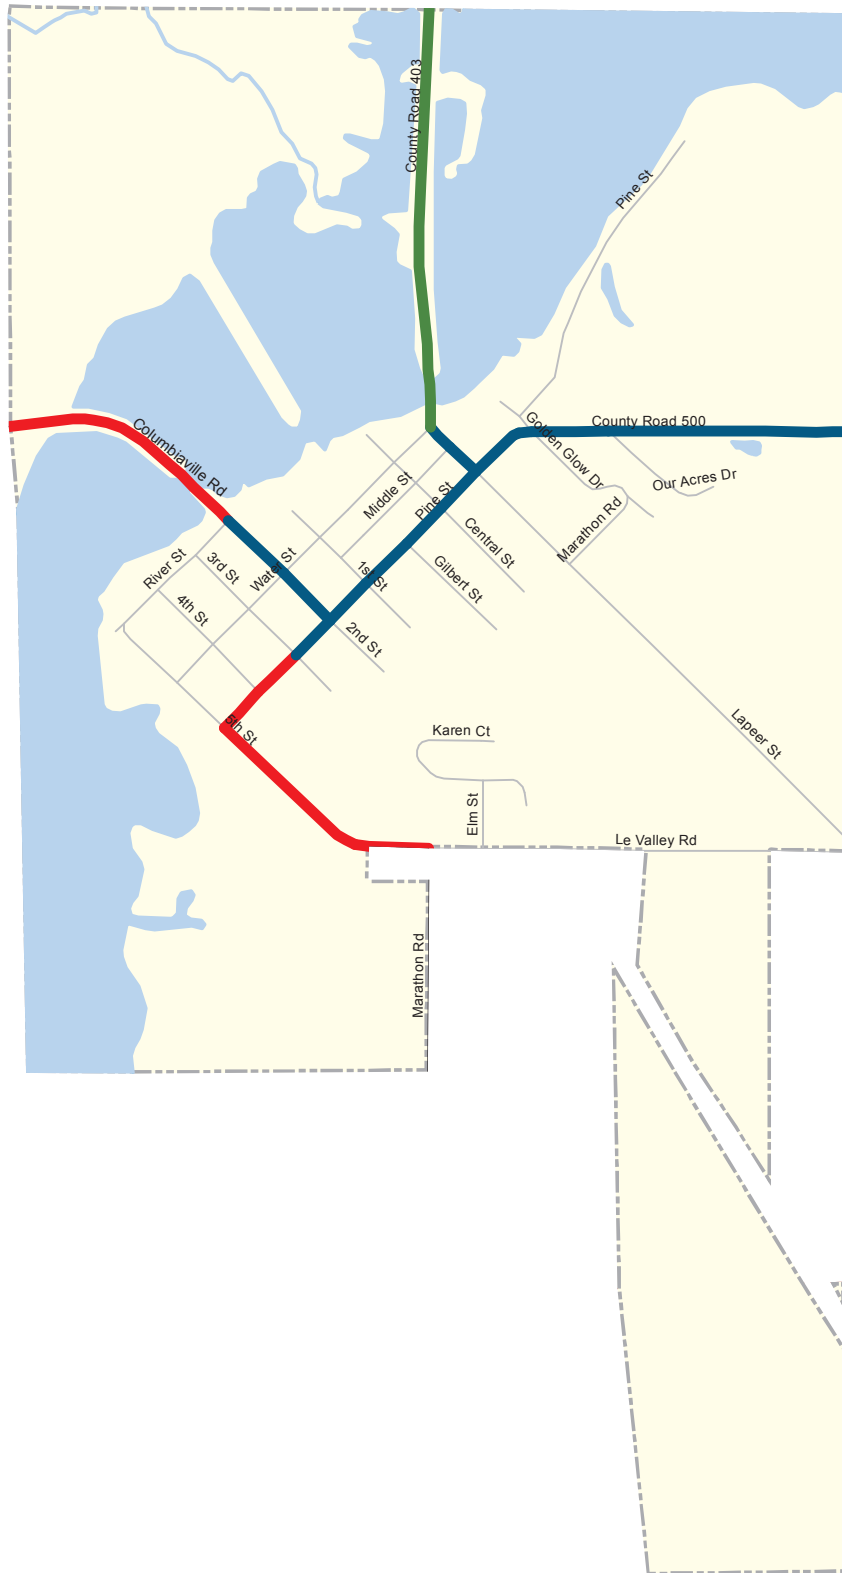 County Road 403
Pine St
Columbiaville Rd
County Road 500
Golden Glow Dr
Our Acres Dr
Middle St
Pine St
Marathon Rd
Central St
River St
3rd St
Water St
1st St
Gilbert St
4th St
2nd St
5th St
Karen Ct
Lapeer St
Elm St
Le Valley Rd
Marathon Rd